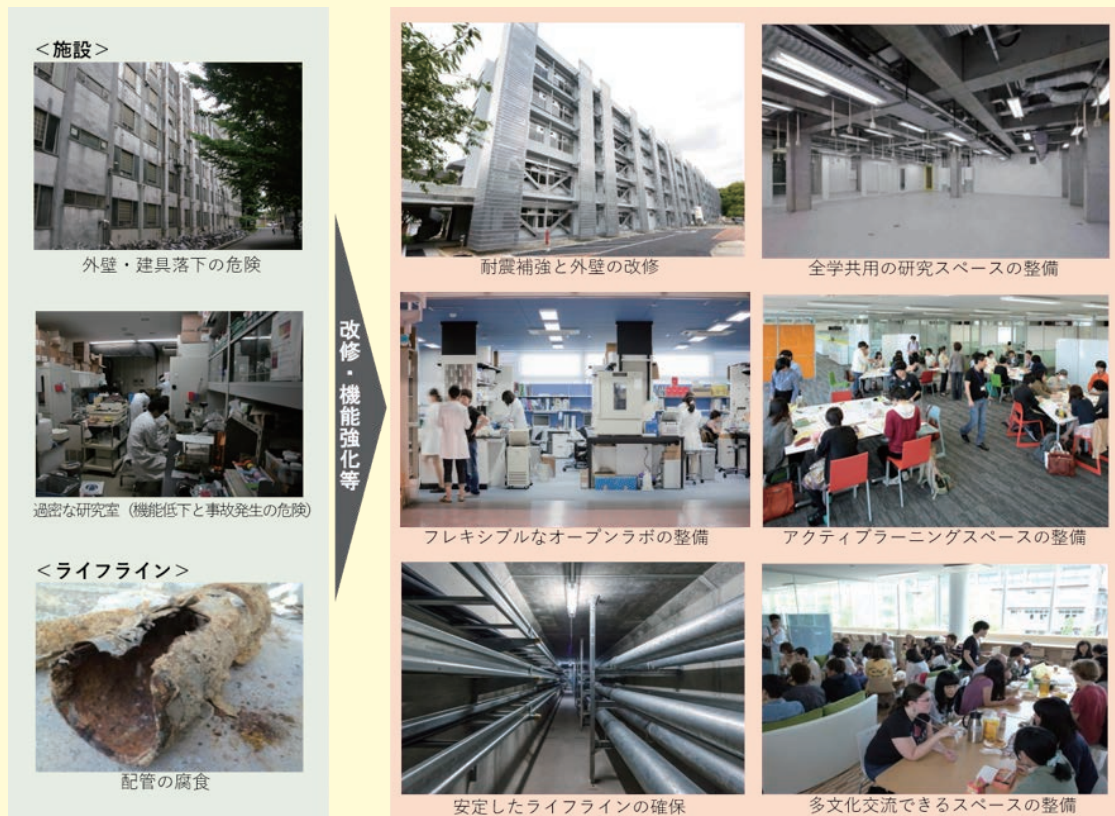 ＜施設＞
外壁・建具落下の危険
過密な研究室（機能低下と事故発生の危険）
＜ライフライン＞
配管の腐食
改修・機能強化等
耐震補強と外壁の改修
全学共用の研究スペースの整備
フレキシブルなオープンラボの整備
アクティブラーニングスペースの整備
安定したライフラインの確保
多文化交流できるスペースの整備